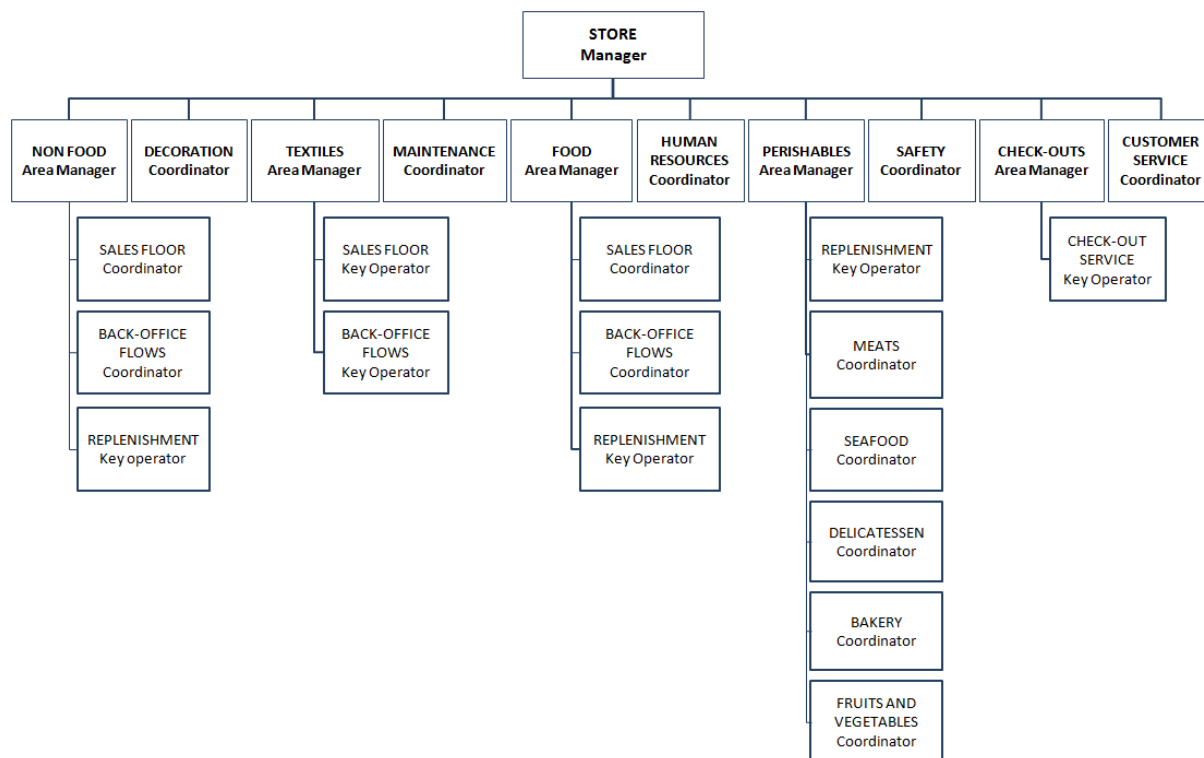 STORE
Manager
NON FOOD
Area Manager
DECORATION
Coordinator
TEXTILES
Area Manager
MAINTENANCE
Coordinator
FOOD
Area Manager
HUMAN
RESOURCES
Coordinator
PERISHABLES
Area Manager
SAFETY
Coordinator
CHECK-OUTS
Area Manager
CUSTOMER
SERVICE
Coordinator
SALES FLOOR
Coordinator
BACK-OFFICE
FLOWS
Coordinator
REPLENISHMENT
Key operator
SALES FLOOR
Key Operator
BACK-OFFICE
FLOWS
Key Operator
SALES FLOOR
Coordinator
BACK-OFFICE
FLOWS
Coordinator
REPLENISHMENT
Key Operator
REPLENISHMENT
Key Operator
MEATS
Coordinator
SEAFOOD
Coordinator
DELICATESSEN
Coordinator
BAKERY
Coordinator
FRUITS AND
VEGETABLES
Coordinator
CHECK-OUT
SERVICE
Key Operator